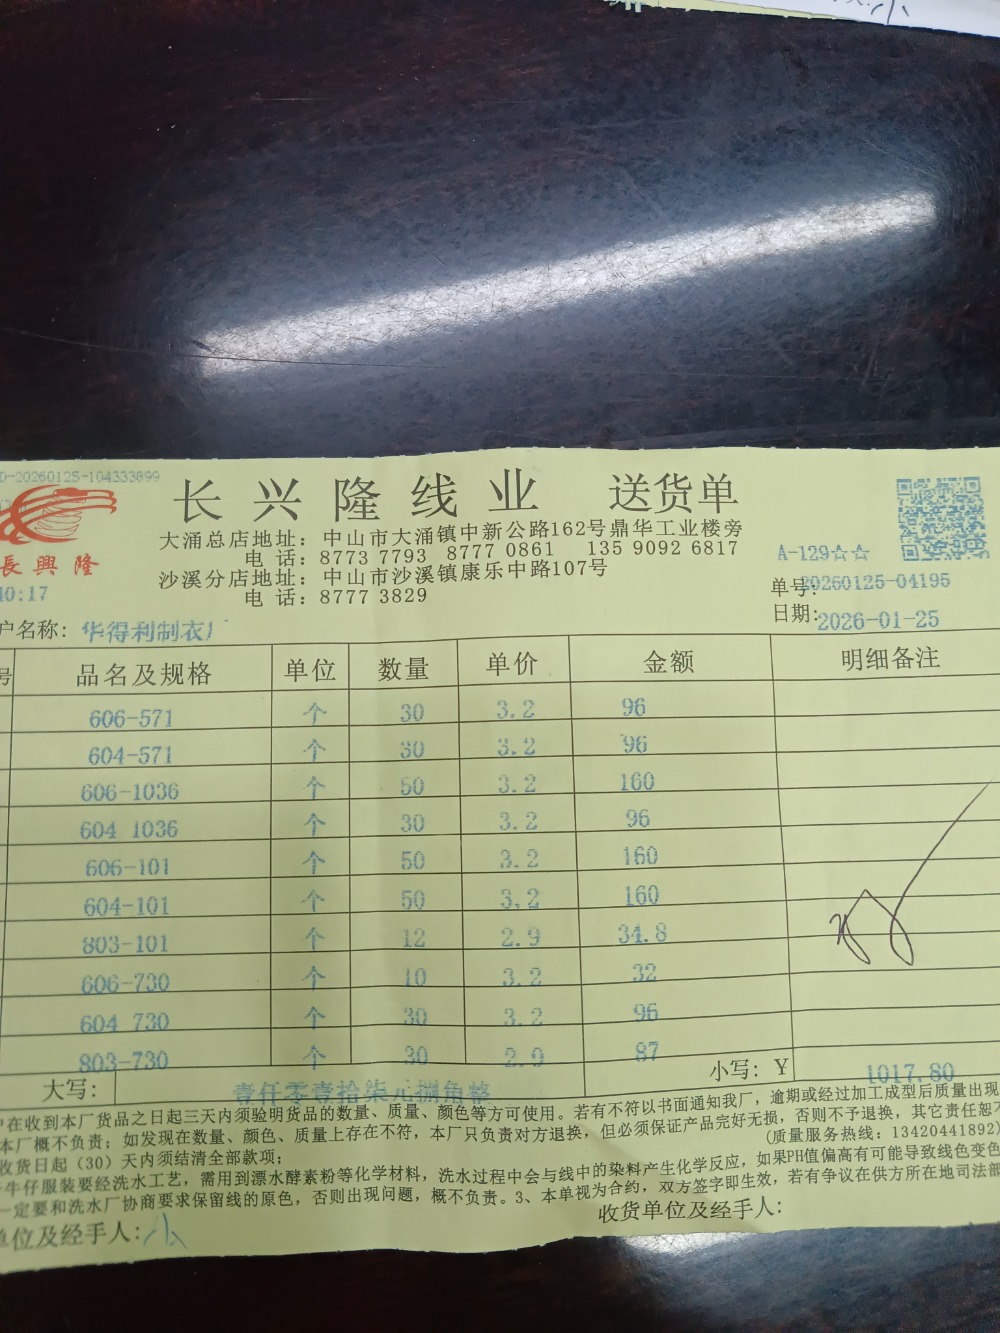 D-20260125-104333899
长兴隆线业 送货单
長興隆
大涌总店地址：中山市大涌镇中新公路162号鼎华工业楼旁
电 话：8773 7793 8777 0861 135 9092 6817
沙溪分店地址：中山市沙溪镇康乐中路107号
电 话：8777 3829
A-129☆☆
40:17
单号：20260125-04195
日期：2026-01-25
户名称：华得利制衣厂
号 品名及规格 单位 数量 单价 金额 明细备注
606-571 个 30 3.2 96
604-571 个 30 3.2 96
606-1036 个 50 3.2 160
604 1036 个 30 3.2 96
606-101 个 50 3.2 160
604-101 个 50 3.2 160
803-101 个 12 2.9 34.8
606-730 个 10 3.2 32
604 730 个 30 3.2 96
803-730 个 30 2.9 87
大写：壹仟零壹拾柒元捌角整 小写：Y 1017.80
户在收到本厂货品之日起三天内须验明货品的数量、质量、颜色等方可使用。若有不符以书面通知我厂，逾期或经过加工成型后质量出现
本厂概不负责；如发现在数量、颜色、质量上存在不符，本厂只负责对方退换，但必须保证产品完好无损，否则不予退换，其它责任恕不
收货日起（30）天内须结清全部款项；
(质量服务热线：13420441892)
牛仔服装要经洗水工艺，需用到漂水酵素粉等化学材料，洗水过程中会与线中的染料产生化学反应，如果PH值偏高有可能导致线色变色
一定要和洗水厂协商要求保留线的原色，否则出现问题，概不负责。3、本单视为合约，双方签字即生效，若有争议在供方所在地司法部
单位及经手人：小
收货单位及经手人：